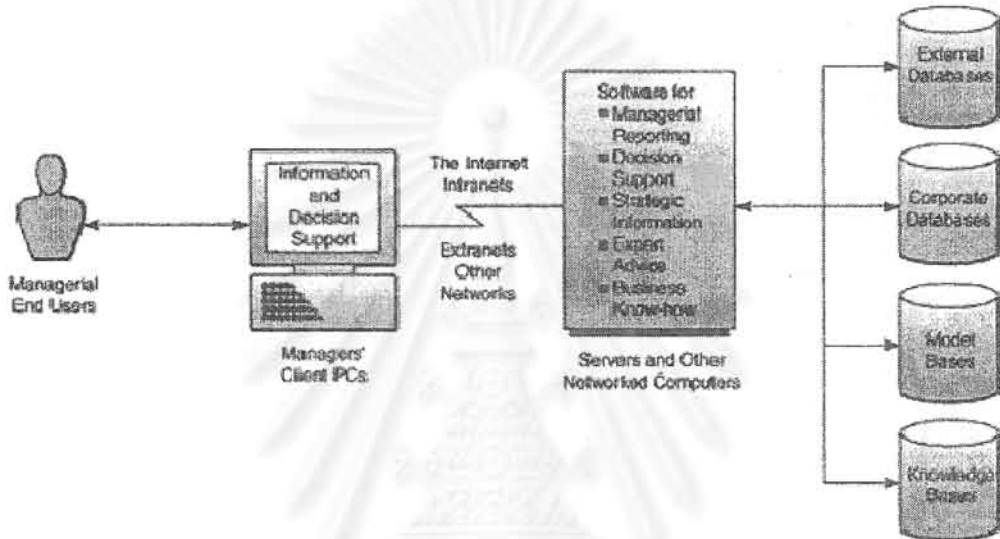 Managerial
End Users
Information
and
Decision
Support
Managers'
Client PCs
The Internet
Intranets
Extranets
Other
Networks
Software for
Managerial
Reporting
Decision
Support
Strategic
Information
Expert
Advice
Business
Know-how
Servers and Other
Networked Computers
External
Databases
Corporate
Databases
Model
Bases
Knowledge
Bases